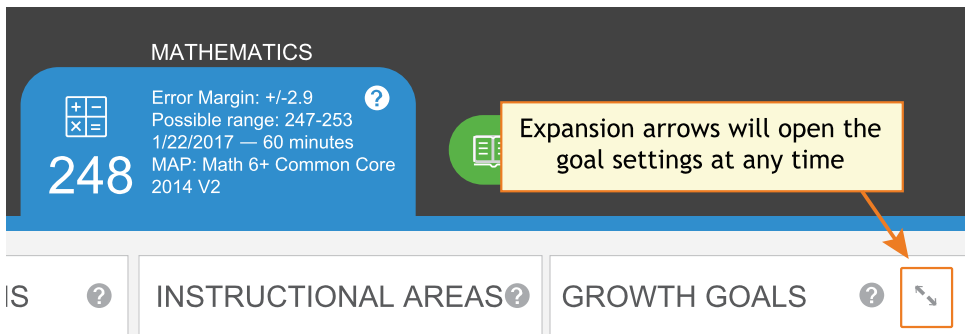 MATHEMATICS
Error Margin: +/-2.9
Possible range: 247-253
1/22/2017 — 60 minutes
MAP: Math 6+ Common Core
2014 V2
248
Expansion arrows will open the
goal settings at any time
INSTRUCTIONAL AREAS
GROWTH GOALS